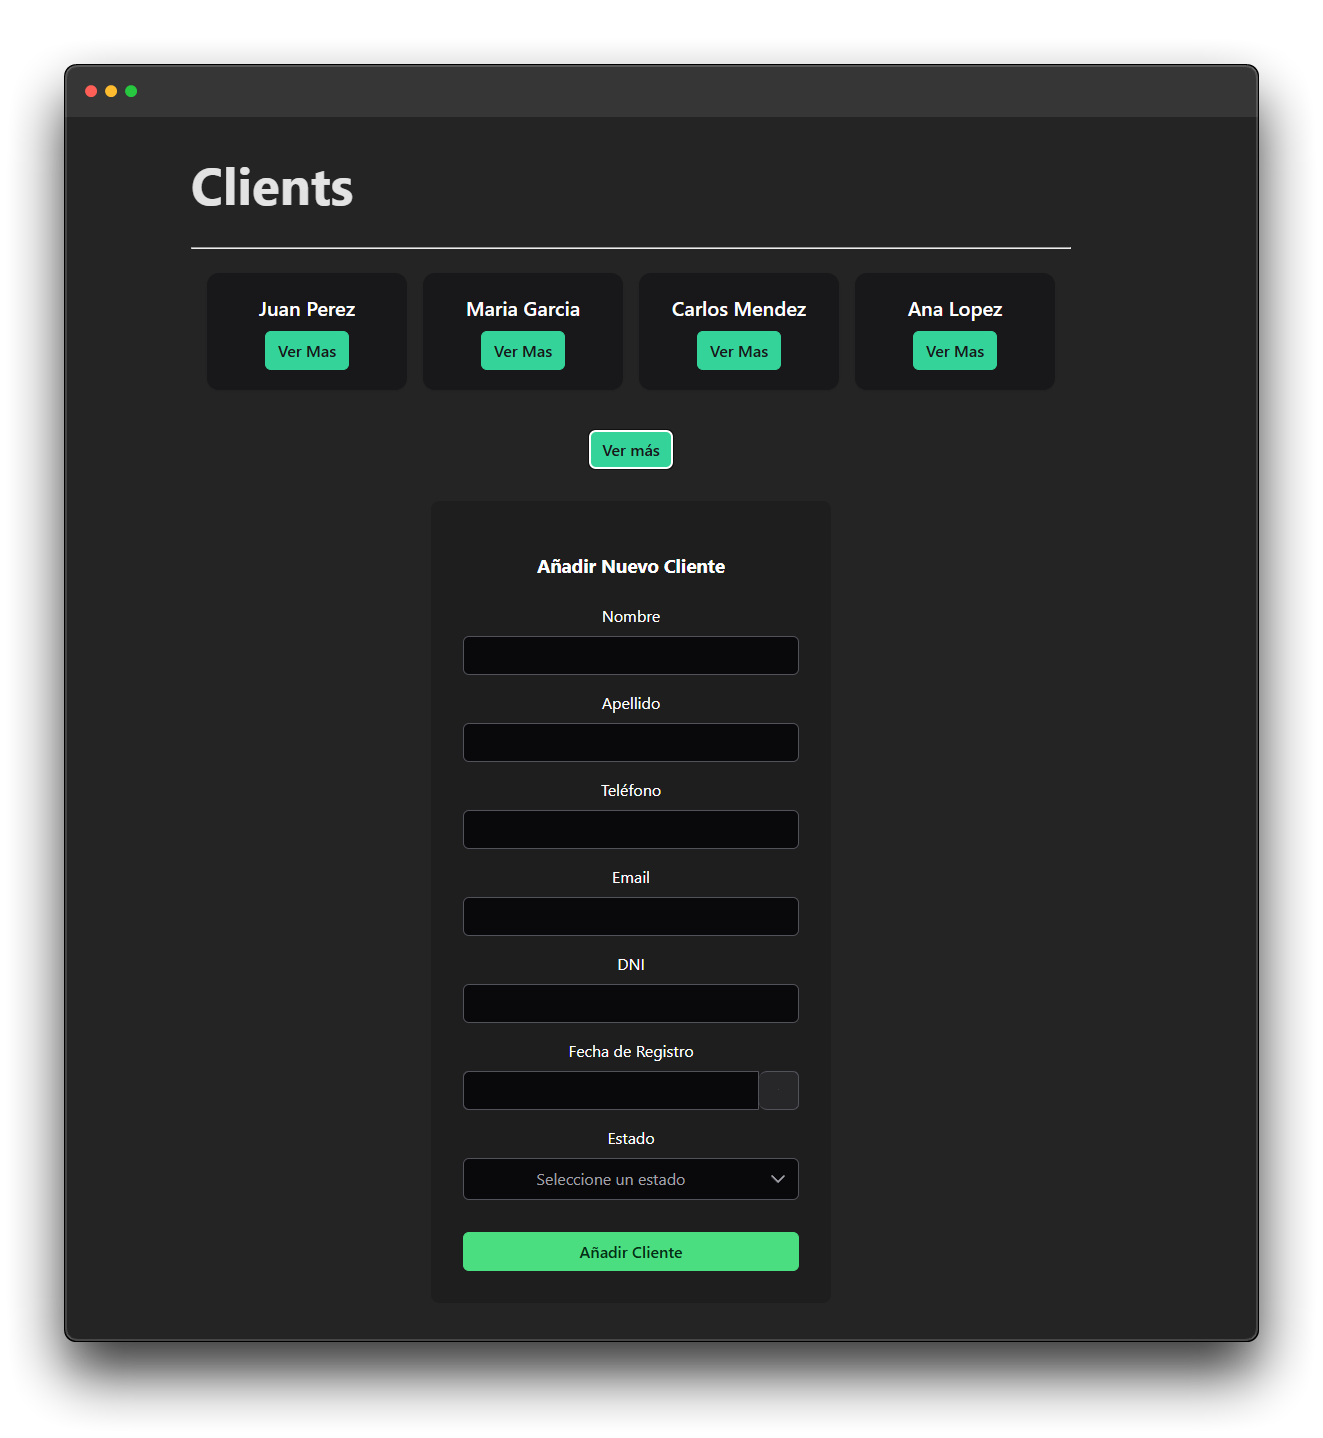 Clients
Juan Perez
Ver Mas
Maria Garcia
Ver Mas
Carlos Mendez
Ver Mas
Ana Lopez
Ver Mas
Ver más
Añadir Nuevo Cliente
Nombre
Apellido
Teléfono
Email
DNI
Fecha de Registro
Estado
Seleccione un estado
Añadir Cliente